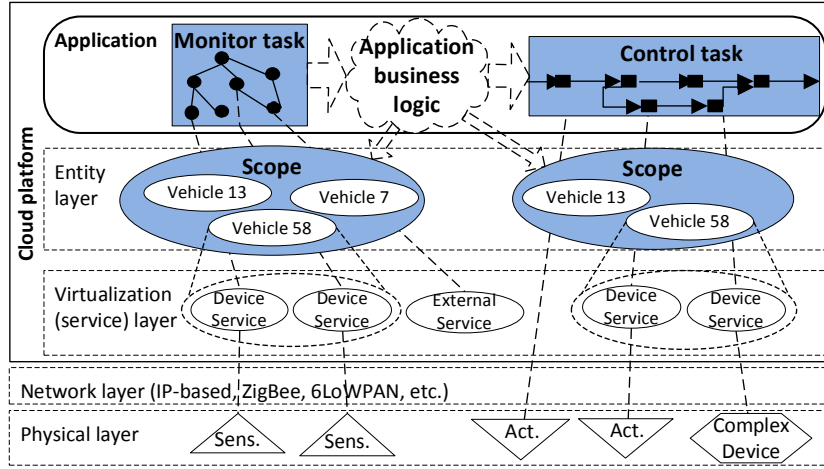 Application
Monitor task
Application
business
logic
Control task
Cloud platform
Entity
layer
Scope
Vehicle 13
Vehicle 7
Vehicle 58
Scope
Vehicle 13
Vehicle 58
Virtualization
(service) layer
Device
Service
Device
Service
External
Service
Device
Service
Device
Service
Network layer (IP-based, ZigBee, 6LoWPAN, etc.)
Physical layer
Sens.
Sens.
Act.
Act.
Complex
Device